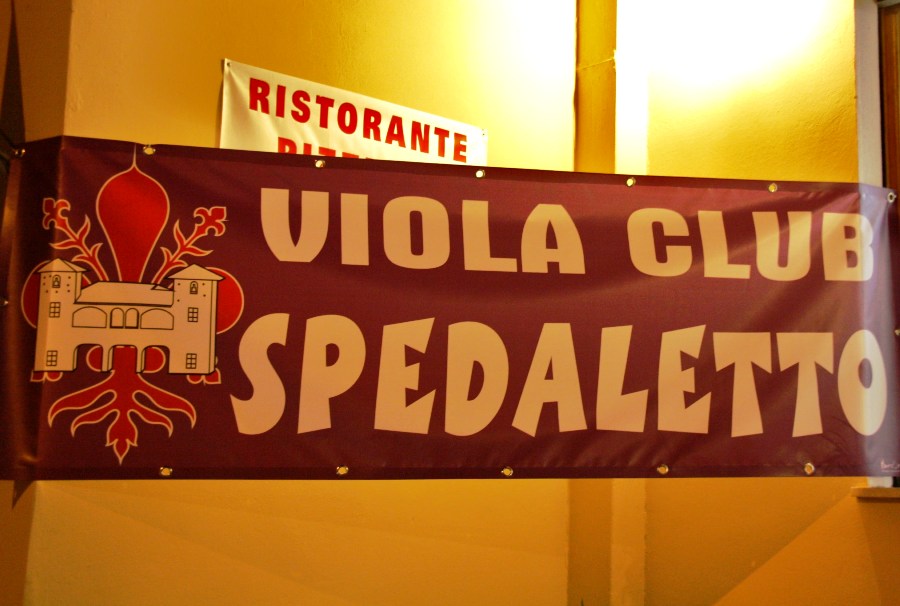 RISTORANTE
VIOLA CLUB
SPEDALETTO